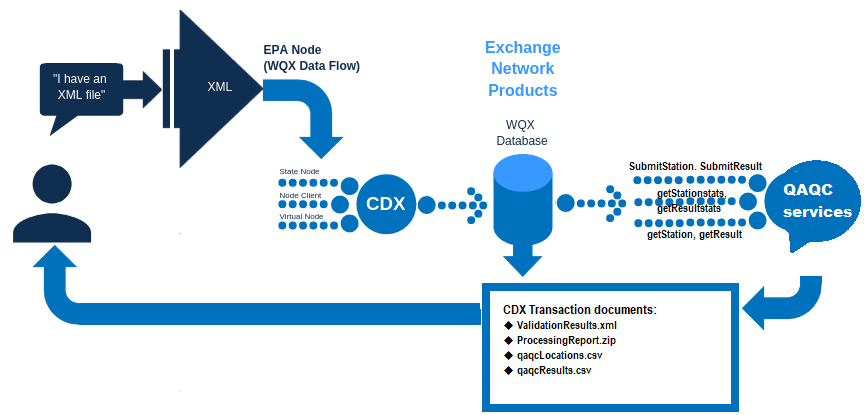 "I have an
XML file"
XML
EPA Node
(WQX Data Flow)
Exchange
Network
Products
WQX
Database
State Node
Node Client
Virtual Node
CDX
SubmitStation. SubmitResult
getStationstats,
getResultstats
getStation, getResult
QAQC
services
CDX Transaction documents:
ValidationResults.xml
ProcessingReport.zip
qaqcLocations.csv
qaqcResults.csv